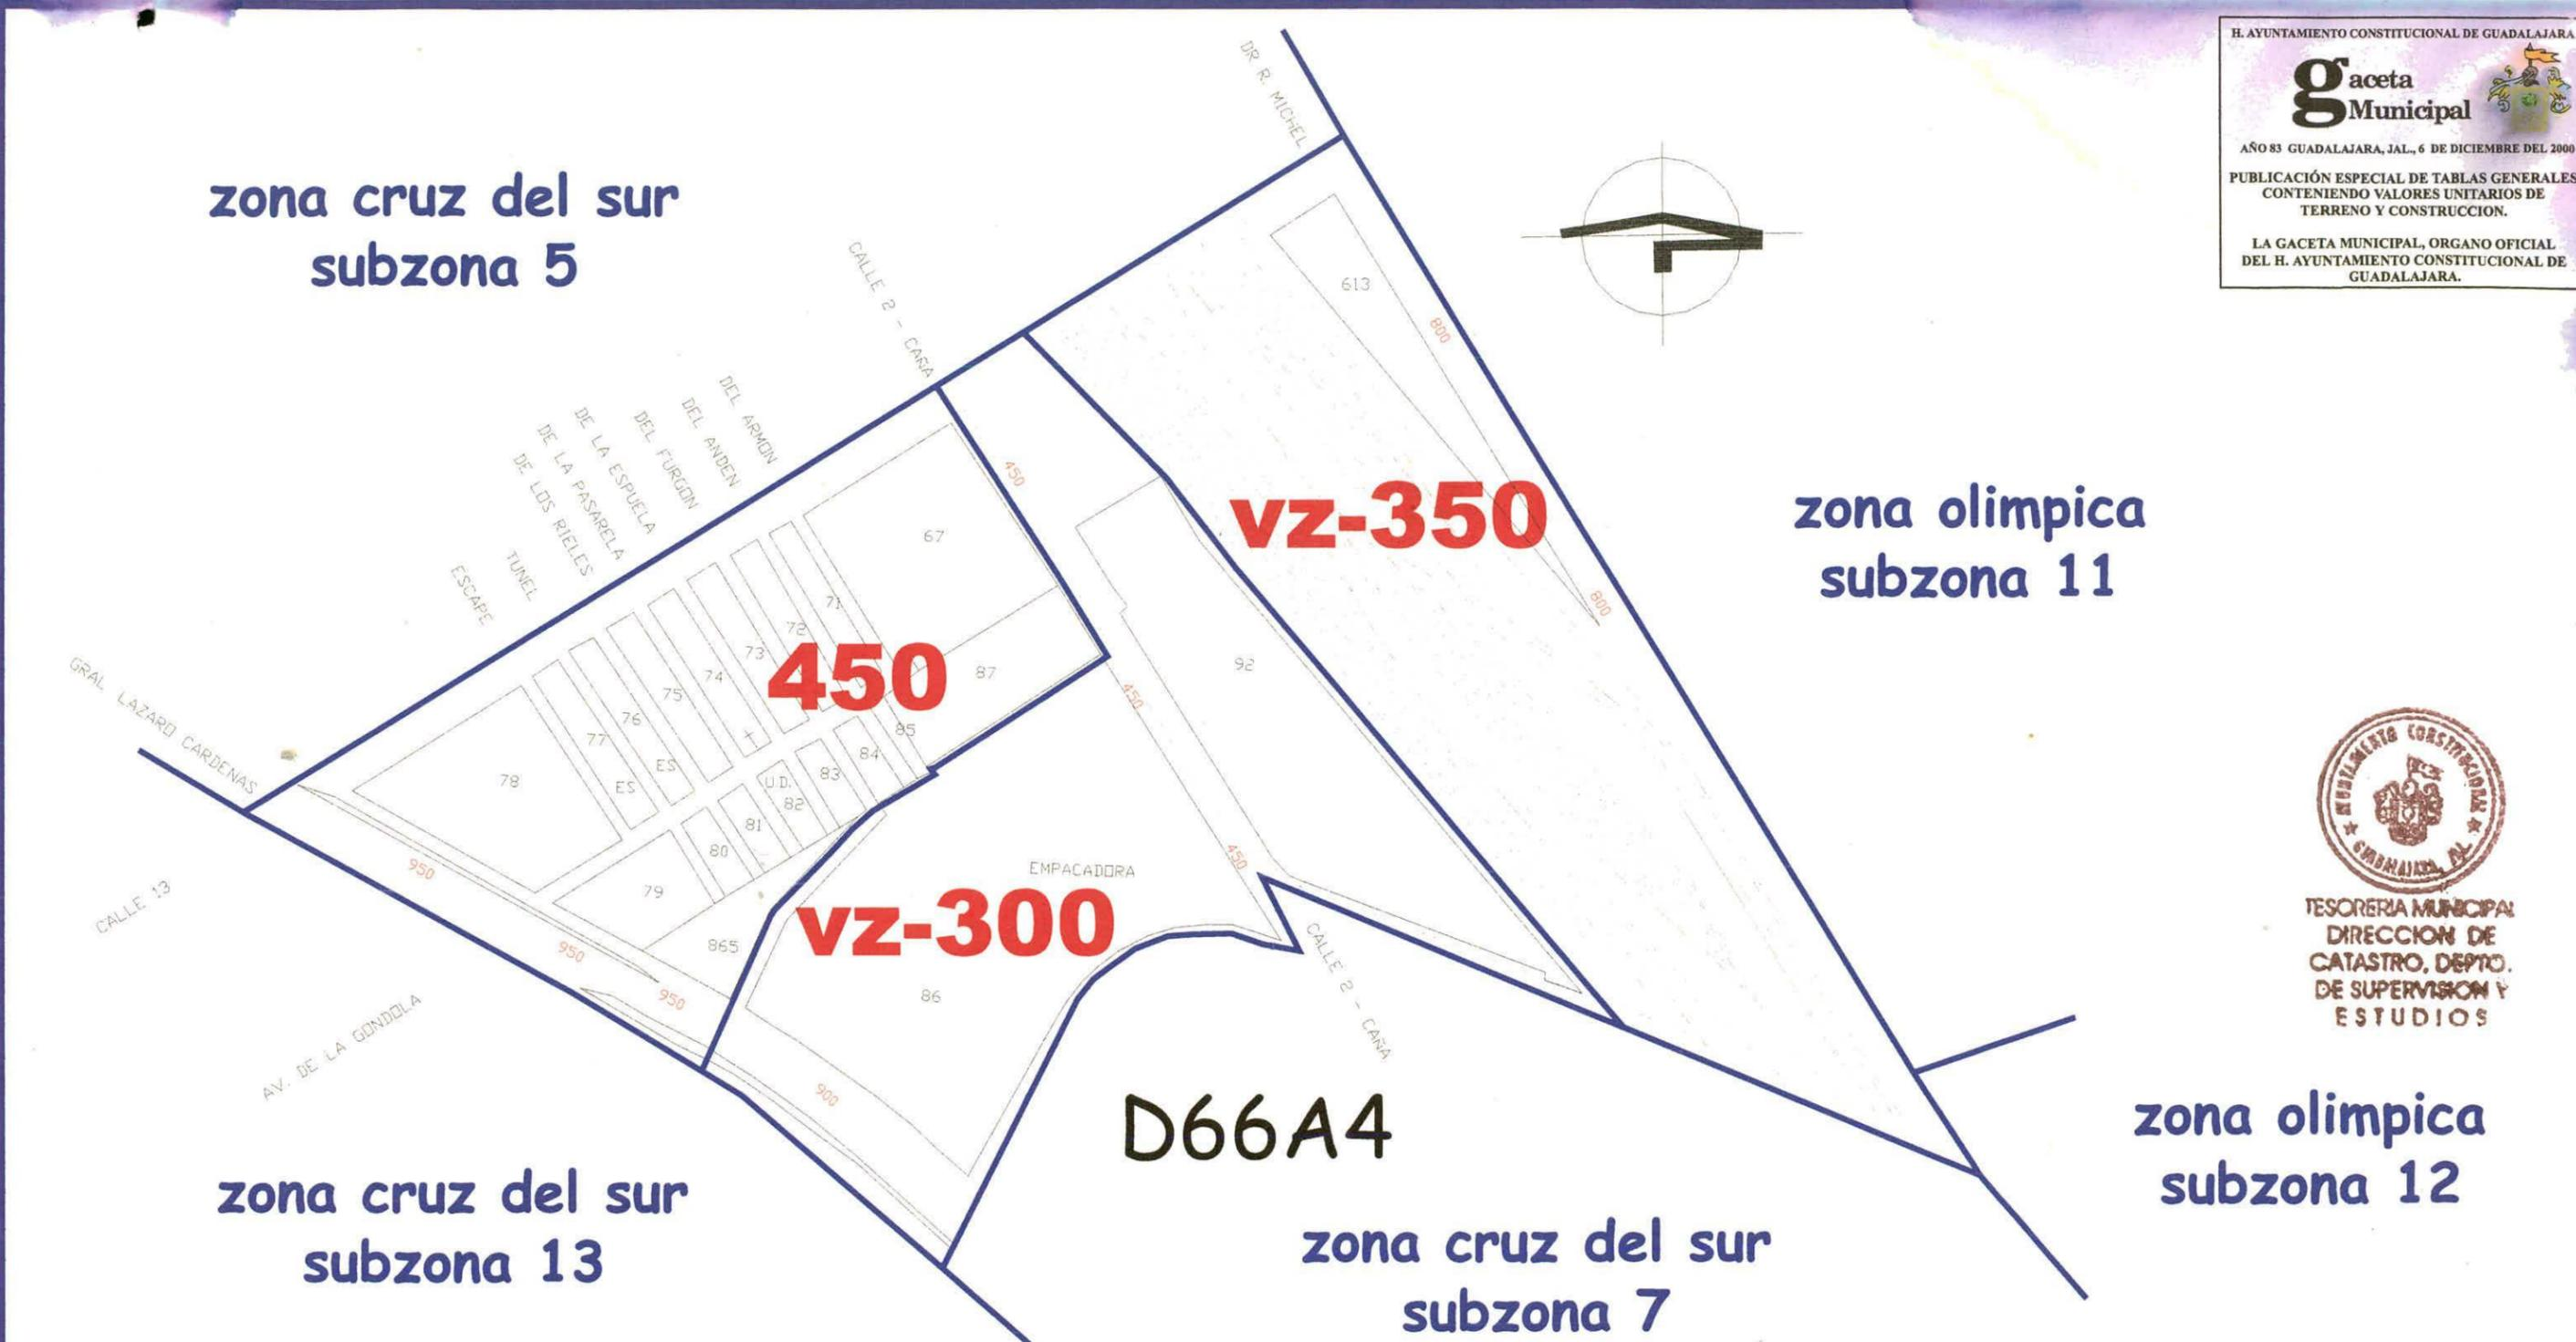 H. AYUNTAMIENTO CONSTITUCIONAL DE GUADALAJARA
gaceta
Municipal
AÑO 83 GUADALAJARA, JAL., 6 DE DICIEMBRE DEL 2000
PUBLICACIÓN ESPECIAL DE TABLAS GENERALES
CONTENIENDO VALORES UNITARIOS DE
TERRENO Y CONSTRUCCION.
LA GACETA MUNICIPAL, ORGANO OFICIAL
DEL H. AYUNTAMIENTO CONSTITUCIONAL DE
GUADALAJARA.
DR R. MICHEL
zona cruz del sur
subzona 5
CALLE 2 - CAÑA
613
800
DEL ARMON
DEL ANDEN
DEL FURGON
DE LA ESPUELA
DE LA PASARELA
DE LOS RIELES
TUNEL
ESCAPE
450
vz-350
zona olimpica
subzona 11
67
800
71
72
73
74
75
76
77
78
450
87
92
450
85
84
83
U.D.
82
81
80
79
ES
ES
GRAL LAZARO CARDENAS
950
CALLE 13
EMPACADORA
450
vz-300
865
950
950
86
CALLE 2 - CAÑA
AV. DE LA GONDOLA
900
D66A4
AYUNTAMIENTO CONSTITUCIONAL
GUADALAJARA, JAL
TESORERIA MUNICIPAL
DIRECCION DE
CATASTRO, DEPTO.
DE SUPERVISION Y
ESTUDIOS
zona olimpica
subzona 12
zona cruz del sur
subzona 13
zona cruz del sur
subzona 7